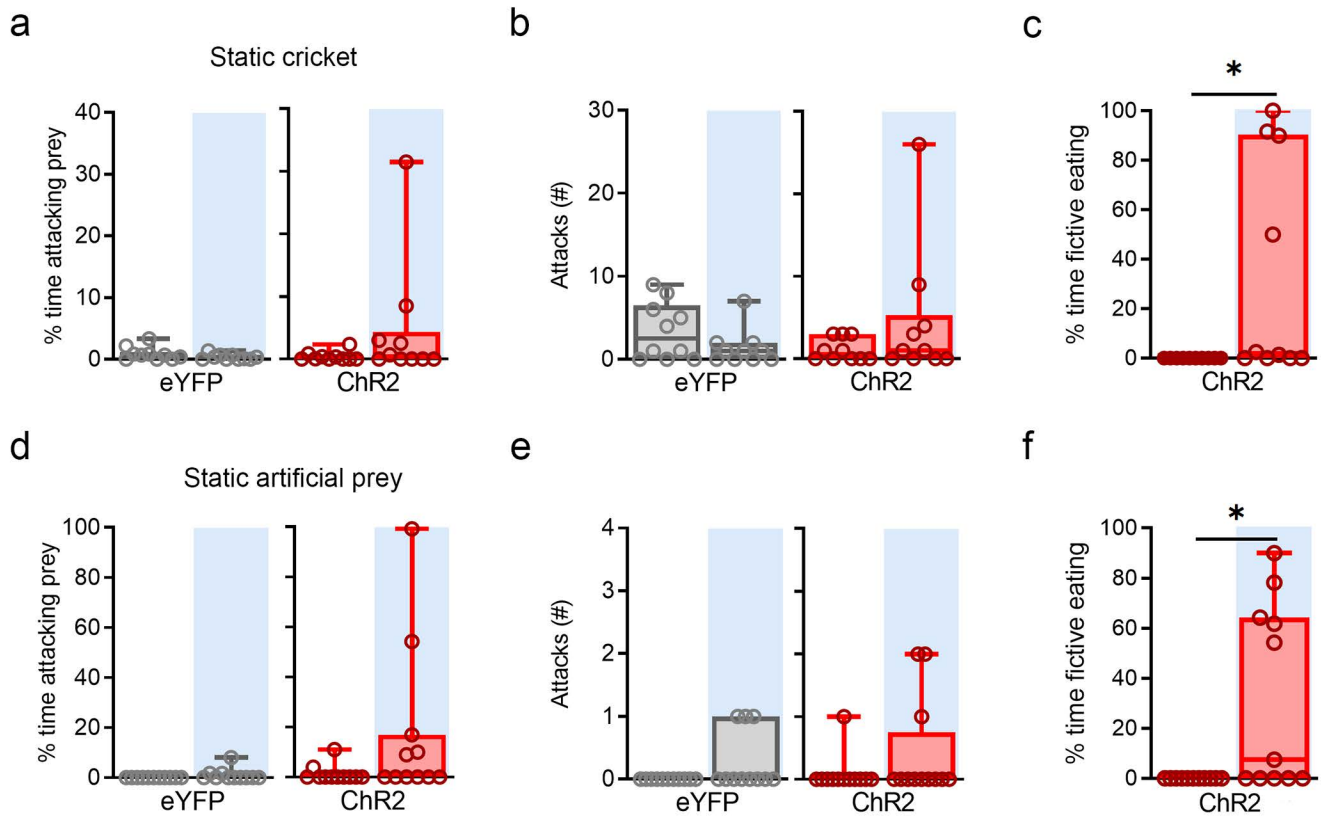 a
Static cricket
% time attacking prey
40
30
20
10
0
eYFP
ChR2
b
Attacks (#)
30
20
10
0
eYFP
ChR2
c
*
% time fictive eating
100
80
60
40
20
0
ChR2
d
Static artificial prey
% time attacking prey
100
80
60
40
20
0
eYFP
ChR2
e
Attacks (#)
4
3
2
1
0
eYFP
ChR2
f
*
% time fictive eating
100
80
60
40
20
0
ChR2